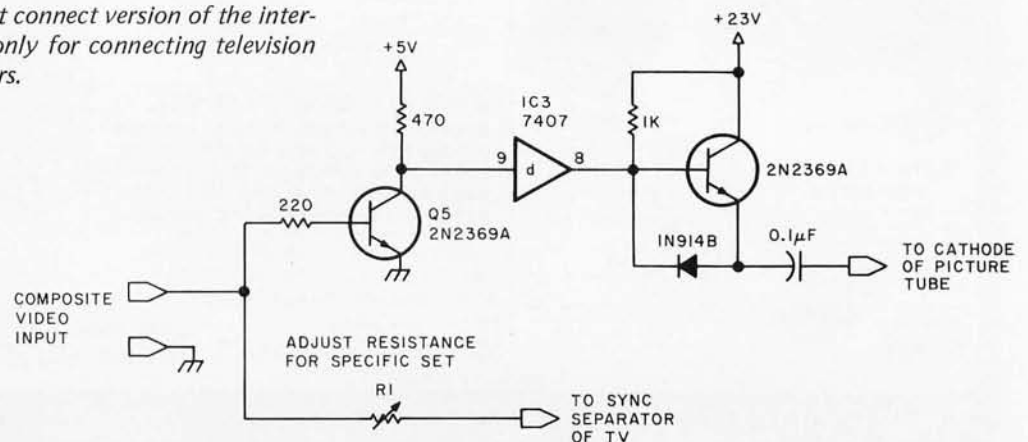 t connect version of the inter-
only for connecting television
rs.
+5V
470
IC3
7407
9
d
8
+23V
1K
2N2369A
220
Q5
2N2369A
1N914B
0.1µF
TO CATHODE
OF PICTURE
TUBE
COMPOSITE
VIDEO
INPUT
ADJUST RESISTANCE
FOR SPECIFIC SET
R1
TO SYNC
SEPARATOR
OF TV